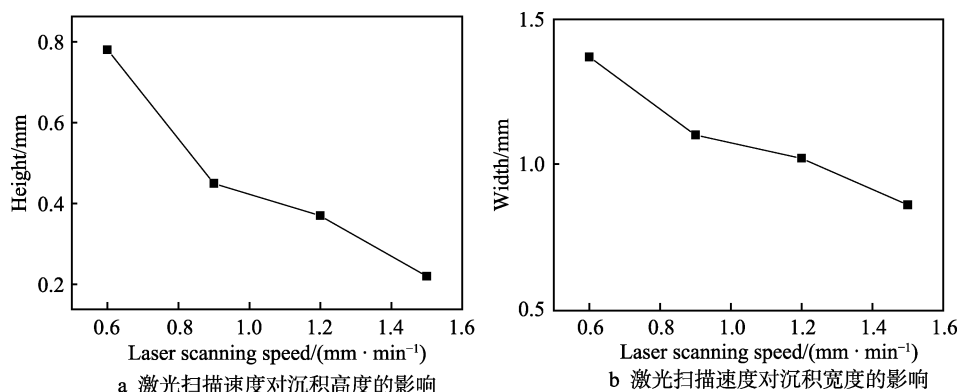 Height/mm
0.8
0.6
0.4
0.2
0.6 0.8 1.0 1.2 1.4 1.6
Laser scanning speed/(mm · min⁻¹)
a 激光扫描速度对沉积高度的影响
Width/mm
1.5
1.0
0.5
0.6 0.8 1.0 1.2 1.4 1.6
Laser scanning speed/(mm · min⁻¹)
b 激光扫描速度对沉积宽度的影响